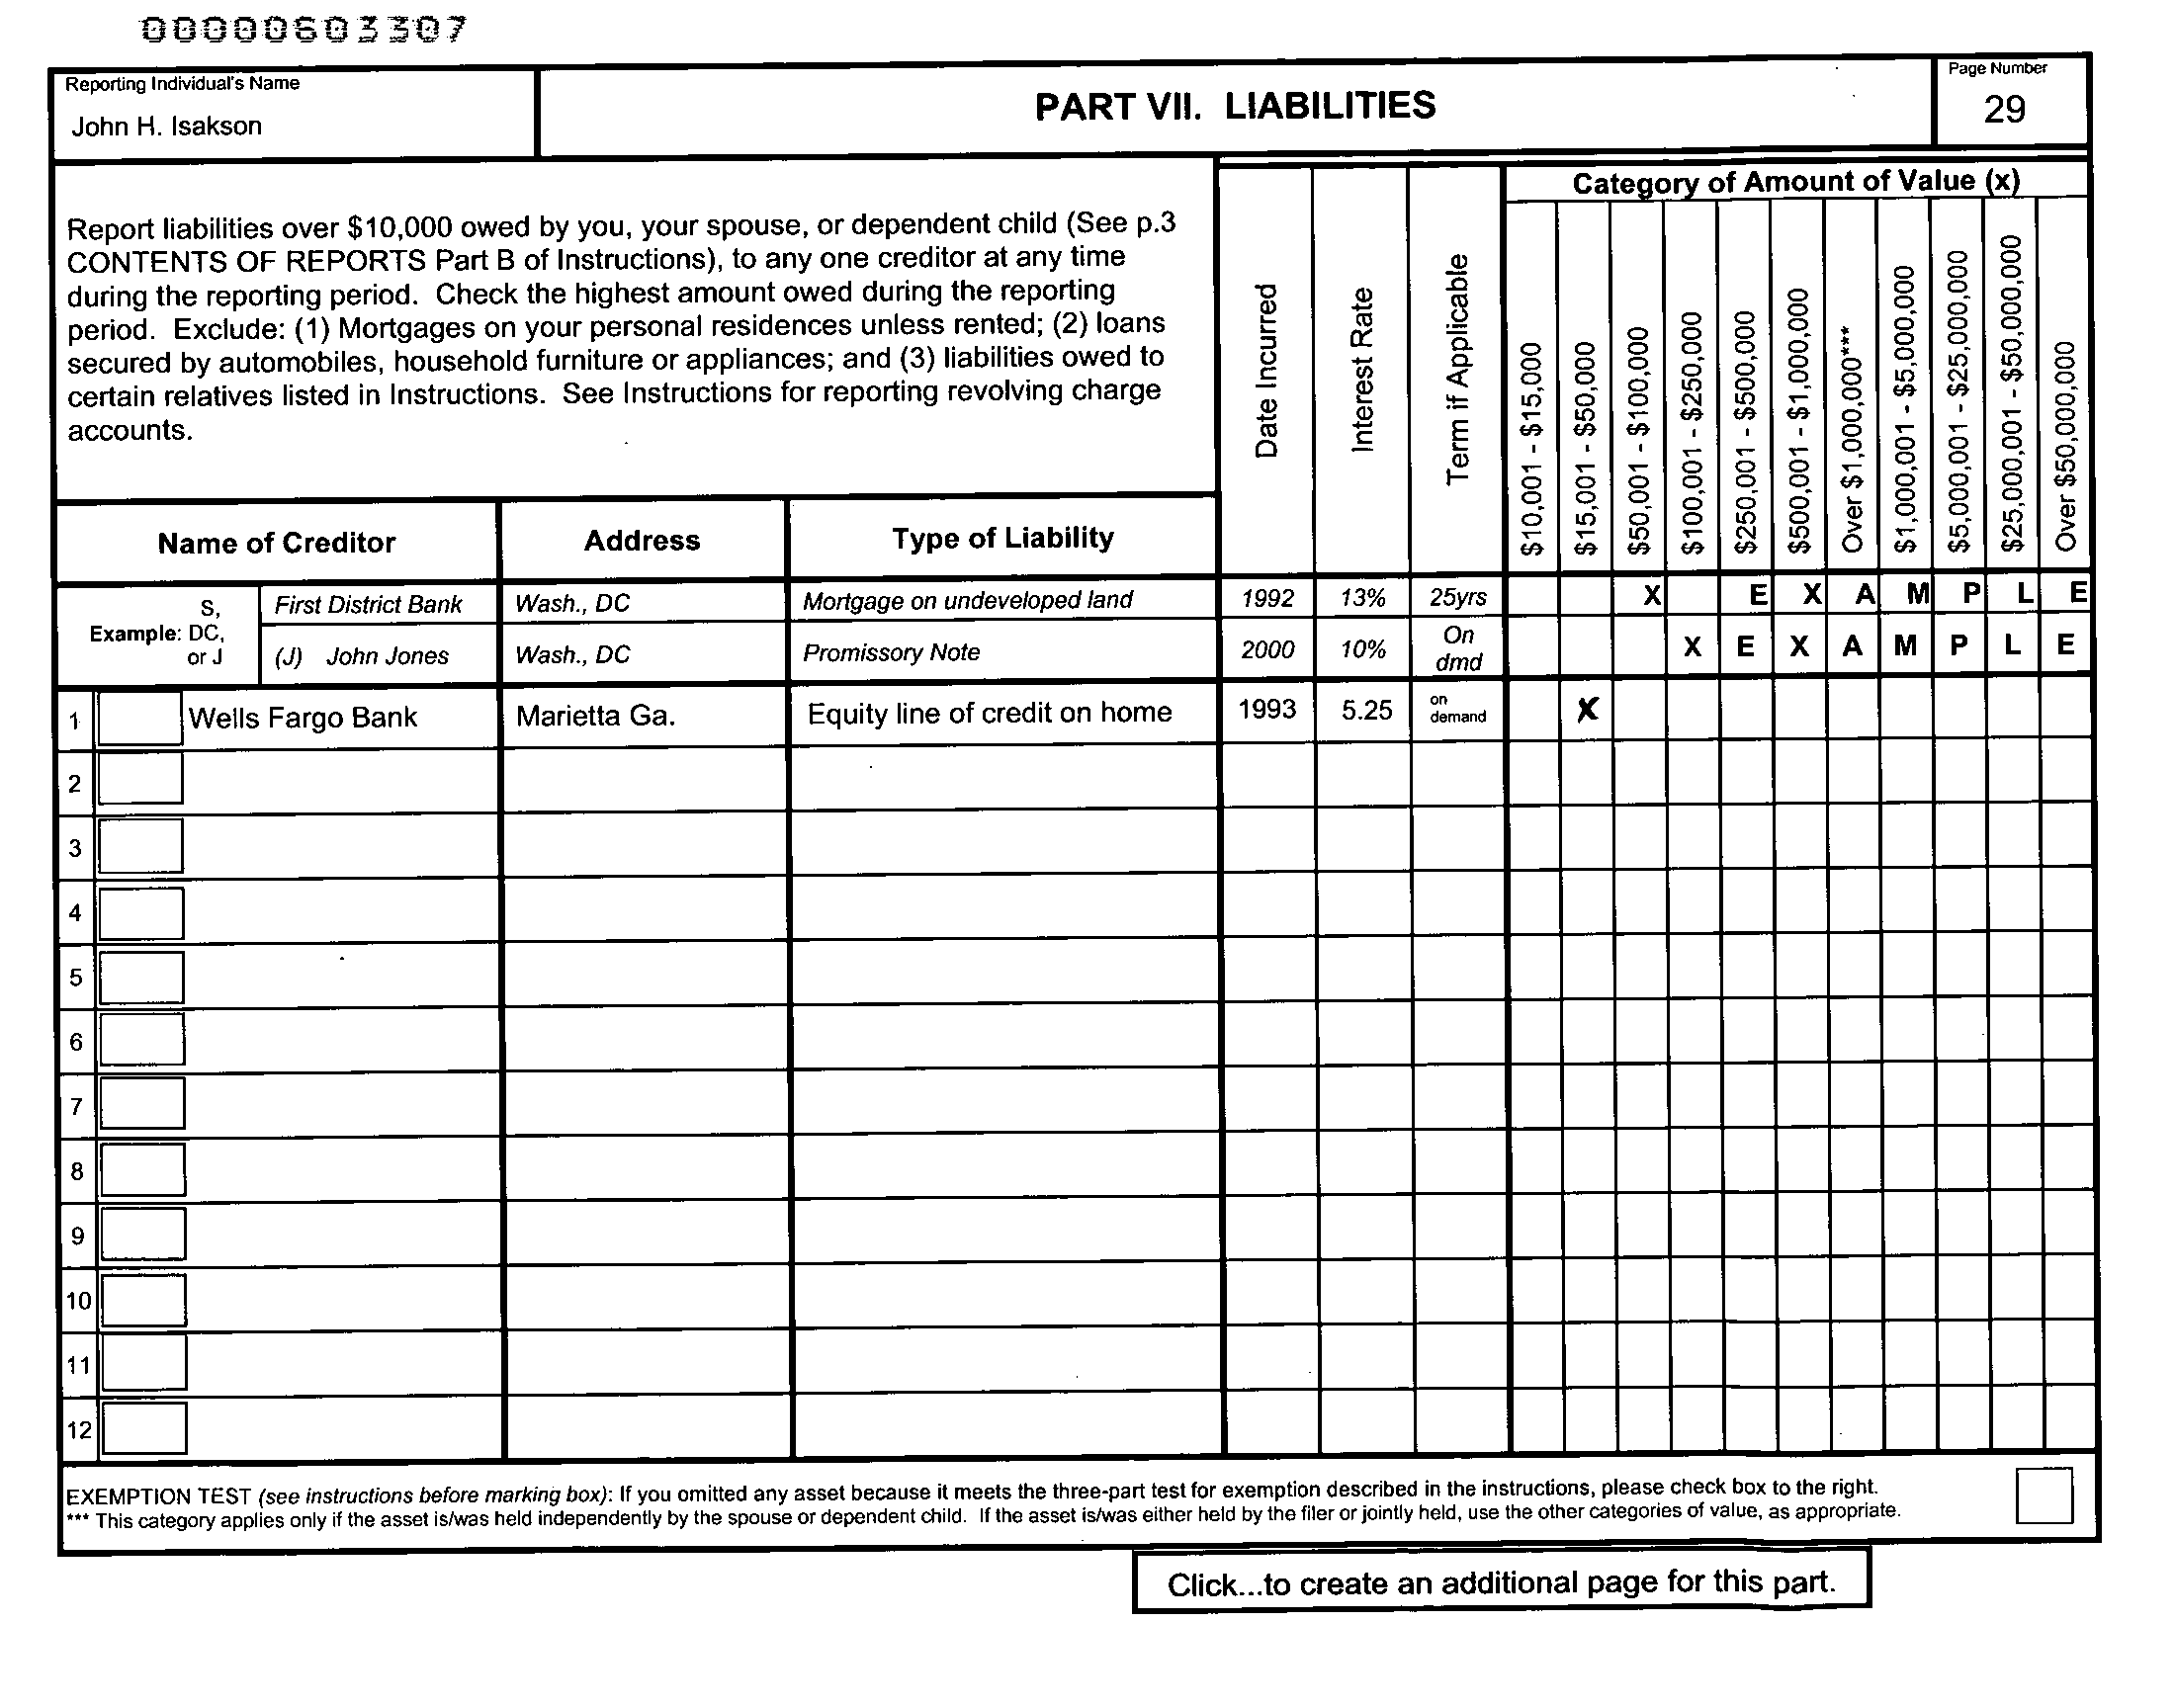 00000603307
Reporting Individual's Name
John H. Isakson
PART VII. LIABILITIES
Page Number
29
Report liabilities over $10,000 owed by you, your spouse, or dependent child (See p.3
CONTENTS OF REPORTS Part B of Instructions), to any one creditor at any time
during the reporting period. Check the highest amount owed during the reporting
period. Exclude: (1) Mortgages on your personal residences unless rented; (2) loans
secured by automobiles, household furniture or appliances; and (3) liabilities owed to
certain relatives listed in Instructions. See Instructions for reporting revolving charge
accounts.
Date Incurred
Interest Rate
Term if Applicable
Category of Amount of Value (x)
$10,001 - $15,000
$15,001 - $50,000
$50,001 - $100,000
$100,001 - $250,000
$250,001 - $500,000
$500,001 - $1,000,000
Over $1,000,000***
$1,000,001 - $5,000,000
$5,000,001 - $25,000,000
$25,000,001 - $50,000,000
Over $50,000,000
Name of Creditor Address Type of Liability
Example: S, DC, or J
First District Bank Wash., DC Mortgage on undeveloped land 1992 13% 25yrs X E X A M P L E
(J) John Jones Wash., DC Promissory Note 2000 10% On dmd X E X A M P L E
1 Wells Fargo Bank Marietta Ga. Equity line of credit on home 1993 5.25 on demand X
2
3
4
5
6
7
8
9
10
11
12
EXEMPTION TEST (see instructions before marking box): If you omitted any asset because it meets the three-part test for exemption described in the instructions, please check box to the right.
*** This category applies only if the asset is/was held independently by the spouse or dependent child. If the asset is/was either held by the filer or jointly held, use the other categories of value, as appropriate.
Click...to create an additional page for this part.